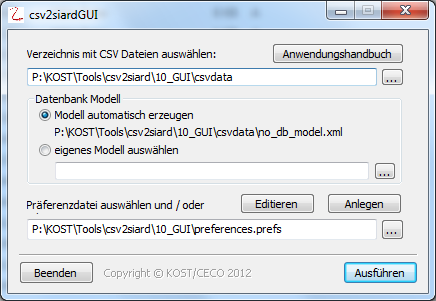 csv2siardGUI
Verzeichnis mit CSV Dateien auswählen:
Anwendungshandbuch
P:\KOST\Tools\csv2siard\10_GUI\csvdata
...
Datenbank Modell
Modell automatisch erzeugen
P:\KOST\Tools\csv2siard\10_GUI\csvdata\no_db_model.xml
eigenes Modell auswählen
...
Präferenzdatei auswählen und / oder
Editieren
Anlegen
P:\KOST\Tools\csv2siard\10_GUI\preferences.prefs
...
Beenden
Copyright © KOST/CECO 2012
Ausführen